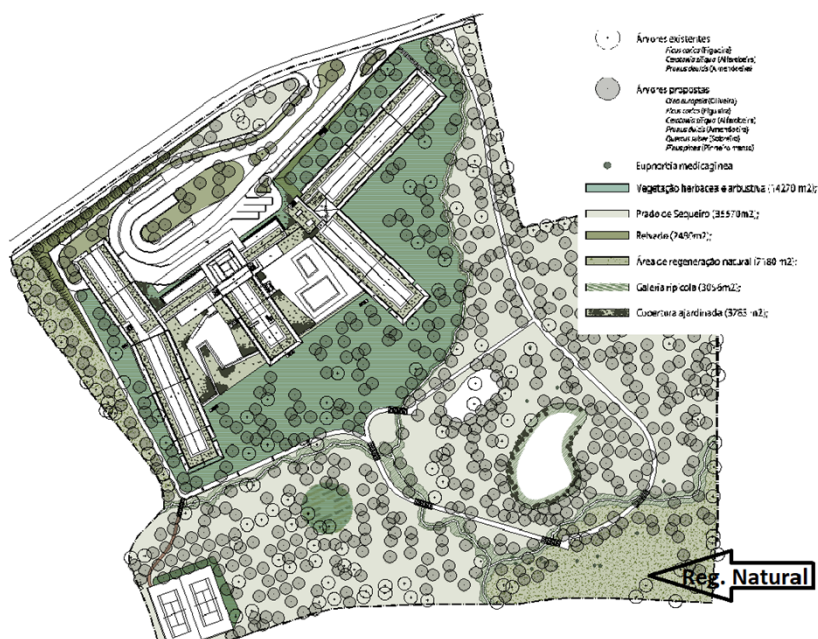 Árvores existentes
Ficus carica (Figueira)
Ceratonia siliqua (Alfarrobeira)
Prunus dulcis (Amendoeira)
Árvores propostas
Olea europaea (Oliveira)
Ficus carica (Figueira)
Ceratonia siliqua (Alfarrobeira)
Prunus dulcis (Amendoeira)
Quercus suber (Sobreiro)
Pinus pinea (Pinheiro manso)
Euphorbia medicaginea
Vegetação herbácea e arbustiva (14270 m2);
Prado de Sequeiro (35570m2);
Relvado (2490m2);
Área de regeneração natural (7180 m2);
Galeria ripícola (3056m2);
Cobertura ajardinada (3783 m2);
Reg. Natural